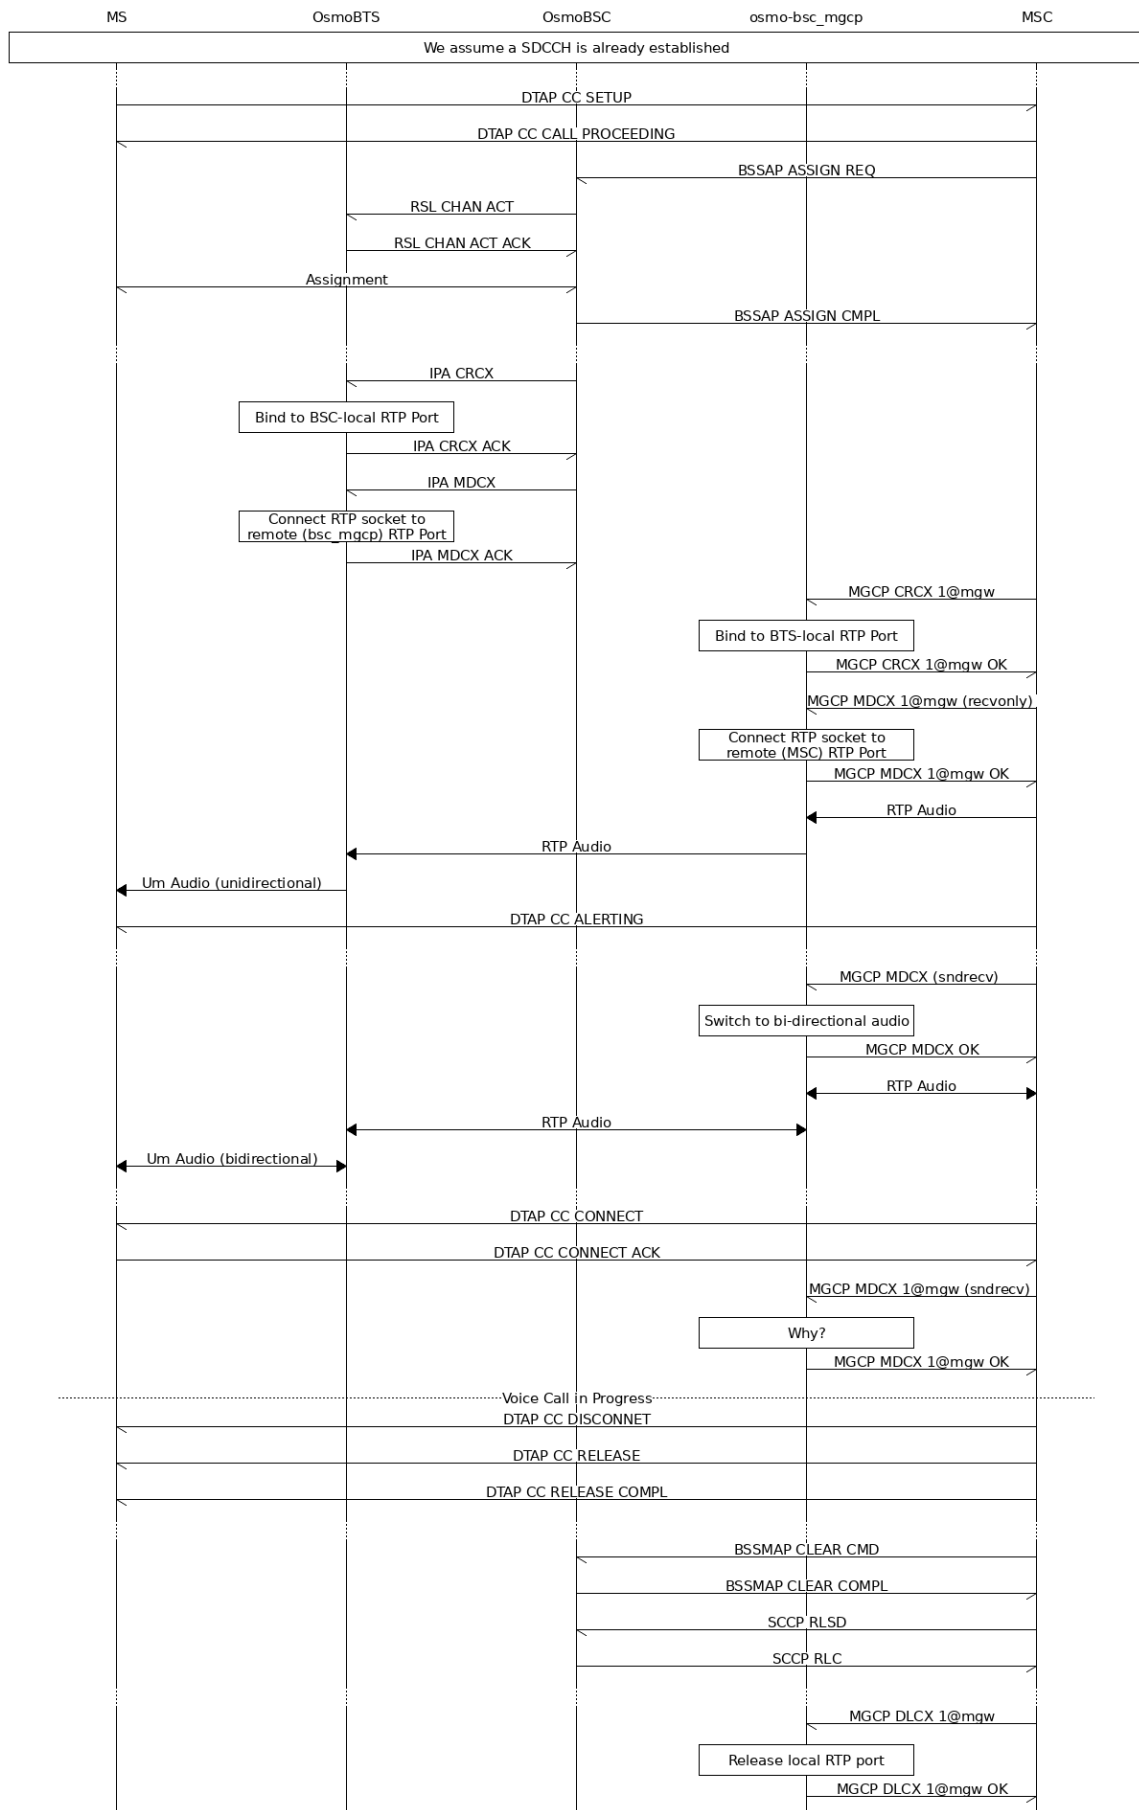 MS OsmoBTS OsmoBSC osmo-bsc_mgcp MSC
We assume a SDCCH is already established
DTAP CC SETUP
DTAP CC CALL PROCEEDING
BSSAP ASSIGN REQ
RSL CHAN ACT
RSL CHAN ACT ACK
Assignment
BSSAP ASSIGN CMPL
IPA CRCX
Bind to BSC-local RTP Port
IPA CRCX ACK
IPA MDCX
Connect RTP socket to
remote (bsc_mgcp) RTP Port
IPA MDCX ACK
MGCP CRCX 1@mgw
Bind to BTS-local RTP Port
MGCP CRCX 1@mgw OK
MGCP MDCX 1@mgw (recvonly)
Connect RTP socket to
remote (MSC) RTP Port
MGCP MDCX 1@mgw OK
RTP Audio
RTP Audio
Um Audio (unidirectional)
DTAP CC ALERTING
MGCP MDCX (sndrecv)
Switch to bi-directional audio
MGCP MDCX OK
RTP Audio
RTP Audio
Um Audio (bidirectional)
DTAP CC CONNECT
DTAP CC CONNECT ACK
MGCP MDCX 1@mgw (sndrecv)
Why?
MGCP MDCX 1@mgw OK
Voice Call in Progress
DTAP CC DISCONNET
DTAP CC RELEASE
DTAP CC RELEASE COMPL
BSSMAP CLEAR CMD
BSSMAP CLEAR COMPL
SCCP RLSD
SCCP RLC
MGCP DLCX 1@mgw
Release local RTP port
MGCP DLCX 1@mgw OK